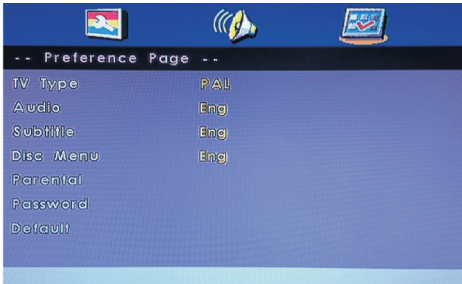 -- Preference Page --
TV Type PAL
Audio Eng
Subtitle Eng
Disc Menu Eng
Parental
Password
Default